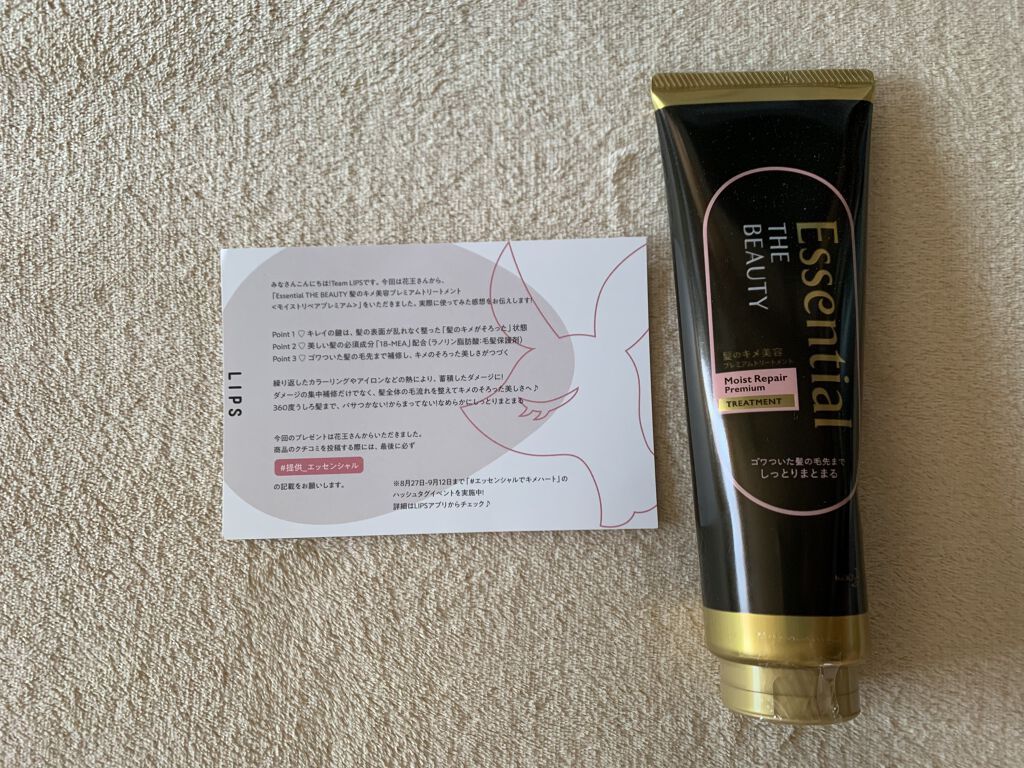 みなさんこんにちは!Team LIPSです。今回は花王さんから、
「Essential THE BEAUTY 髪のキメ美容プレミアムトリートメント
<モイストリペアプレミアム>」をいただきました。実際に使ってみた感想をお伝えします!
Point 1 ♡ キレイの鍵は、髪の表面が乱れなく整った「髪のキメがそろった」状態
Point 2 ♡ 美しい髪の必須成分「18-MEA」配合(ラノリン脂肪酸:毛髪保護剤)
Point 3 ♡ ゴワついた髪の毛先まで補修し、キメのそろった美しさがつづく
繰り返したカラーリングやアイロンなどの熱により、蓄積したダメージに!
ダメージの集中補修だけでなく、髪全体の毛流れを整えてキメのそろった美しさへ♪
360度うしろ髪まで、パサつかない!からまってない!なめらかにしっとりまとまる
今回のプレゼントは花王さんからいただきました。
商品のクチコミを投稿する際には、最後に必ず
#提供_エッセンシャル
の記載をお願いします。
※8月27日-9月12日まで「#エッセンシャルでキメハート」の
ハッシュタグイベントを実施中!
詳細はLIPSアプリからチェック♪
LIPS
Essential
THE
BEAUTY
髪のキメ美容
プレミアムトリートメント
Moist Repair
Premium
TREATMENT
ゴワついた髪の毛先まで
しっとりまとまる